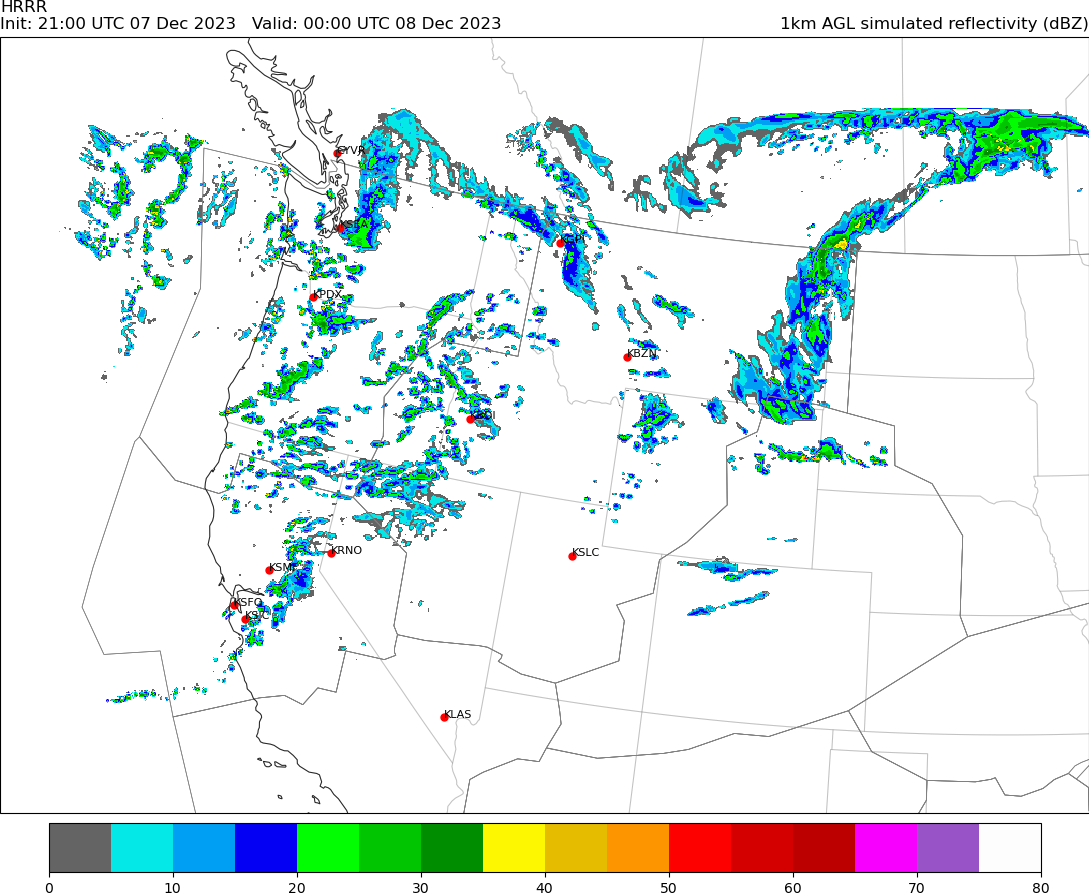 HRRR
Init: 21:00 UTC 07 Dec 2023 Valid: 00:00 UTC 08 Dec 2023 1km AGL simulated reflectivity (dBZ)
CYVR
KPDX
KBZN
KBOI
KRNO
KSLC
KSMF
KSFO
KSJC
KLAS
0 10 20 30 40 50 60 70 80